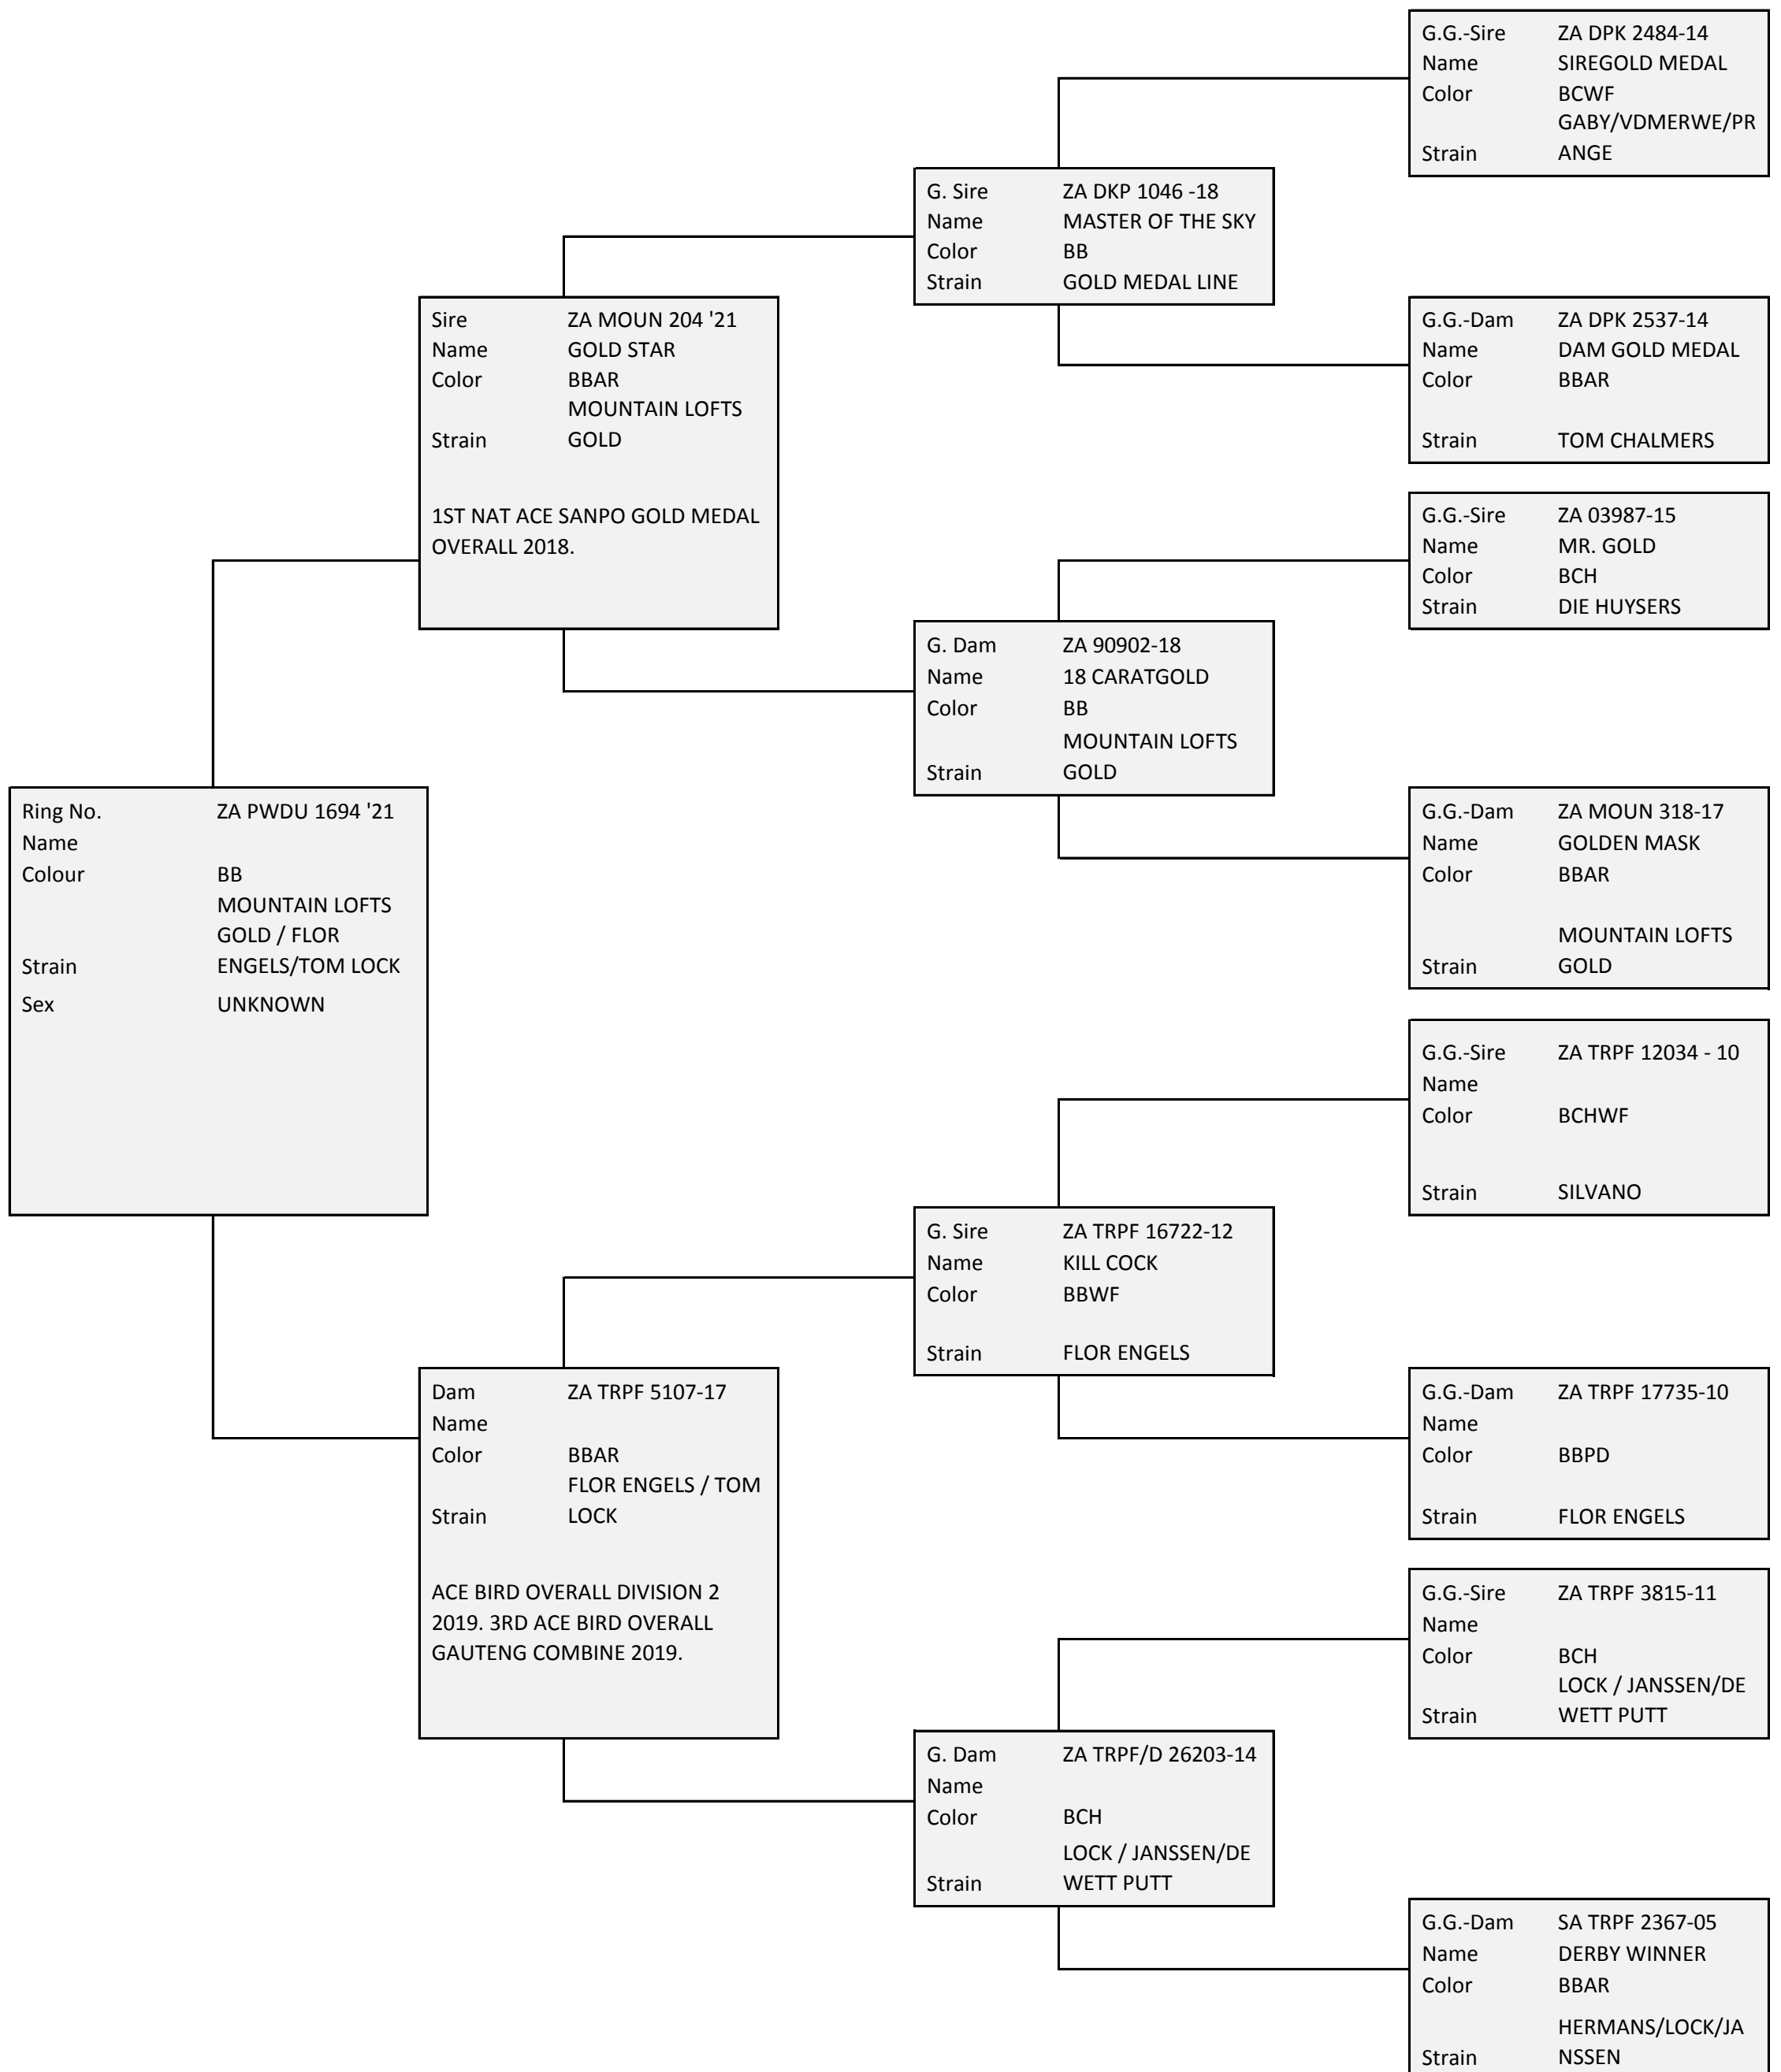 G.G.-Sire ZA DPK 2484-14
Name SIREGOLD MEDAL
Color BCWF
GABY/VDMERWE/PR
Strain ANGE
G. Sire ZA DKP 1046 -18
Name MASTER OF THE SKY
Color BB
Strain GOLD MEDAL LINE
Sire ZA MOUN 204 '21
Name GOLD STAR
Color BBAR
MOUNTAIN LOFTS
Strain GOLD
1ST NAT ACE SANPO GOLD MEDAL
OVERALL 2018.
G.G.-Dam ZA DPK 2537-14
Name DAM GOLD MEDAL
Color BBAR
Strain TOM CHALMERS
G.G.-Sire ZA 03987-15
Name MR. GOLD
Color BCH
Strain DIE HUYSERS
G. Dam ZA 90902-18
Name 18 CARATGOLD
Color BB
MOUNTAIN LOFTS
Strain GOLD
Ring No. ZA PWDU 1694 '21
Name
Colour BB
MOUNTAIN LOFTS
GOLD / FLOR
Strain ENGELS/TOM LOCK
Sex UNKNOWN
G.G.-Dam ZA MOUN 318-17
Name GOLDEN MASK
Color BBAR
MOUNTAIN LOFTS
Strain GOLD
G.G.-Sire ZA TRPF 12034 - 10
Name
Color BCHWF
Strain SILVANO
G. Sire ZA TRPF 16722-12
Name KILL COCK
Color BBWF
Strain FLOR ENGELS
Dam ZA TRPF 5107-17
Name
Color BBAR
FLOR ENGELS / TOM
Strain LOCK
ACE BIRD OVERALL DIVISION 2
2019. 3RD ACE BIRD OVERALL
GAUTENG COMBINE 2019.
G.G.-Dam ZA TRPF 17735-10
Name
Color BBPD
Strain FLOR ENGELS
G.G.-Sire ZA TRPF 3815-11
Name
Color BCH
LOCK / JANSSEN/DE
Strain WETT PUTT
G. Dam ZA TRPF/D 26203-14
Name
Color BCH
LOCK / JANSSEN/DE
Strain WETT PUTT
G.G.-Dam SA TRPF 2367-05
Name DERBY WINNER
Color BBAR
HERMANS/LOCK/JA
Strain NSSEN